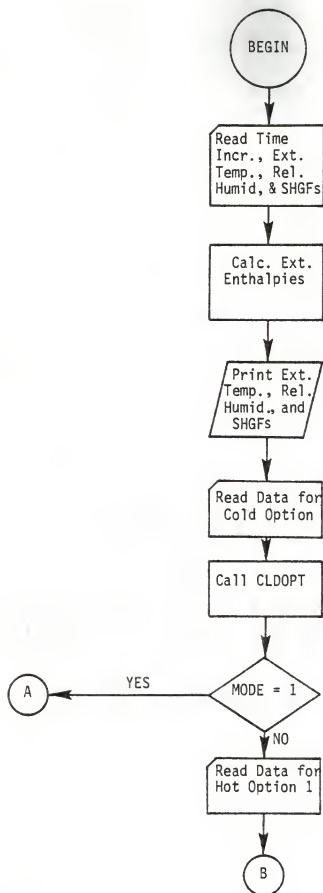 BEGIN
Read Time
Incr., Ext.
Temp., Rel.
Humid, & SHGFs
Calc. Ext.
Enthalpies
Print Ext.
Temp., Rel.
Humid., and
SHGFs
Read Data for
Cold Option
Call CLDOPT
MODE = 1
YES
A
NO
Read Data for
Hot Option 1
B